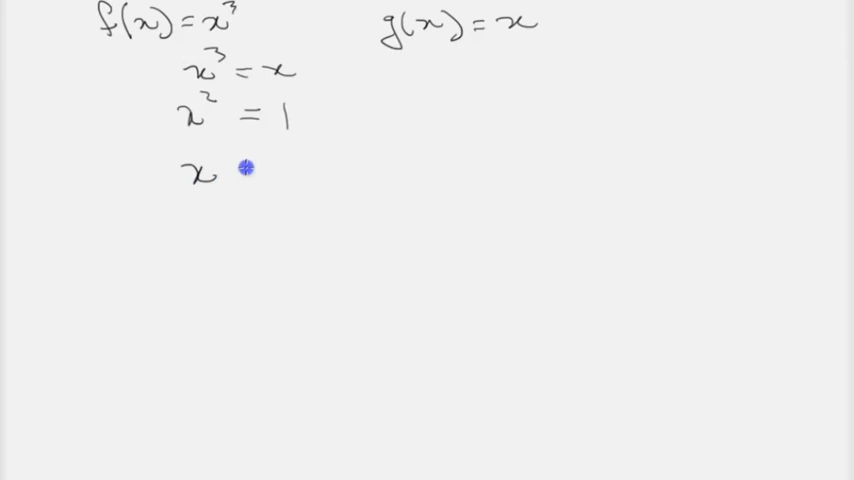 f(x) = x³ g(x) = x
x³ = x
x² = 1
x